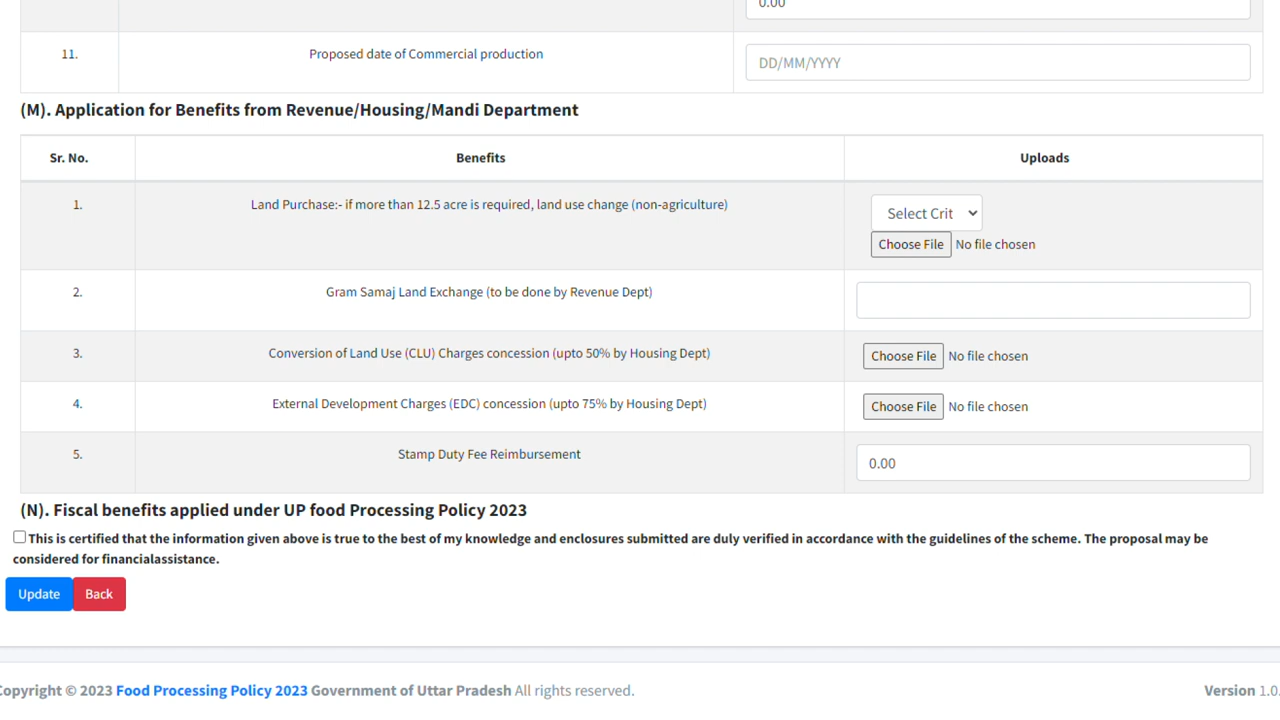 0.00
11. Proposed date of Commercial production DD/MM/YYYY
(M). Application for Benefits from Revenue/Housing/Mandi Department
Sr. No. Benefits Uploads
1. Land Purchase:- if more than 12.5 acre is required, land use change (non-agriculture) Select Crit
Choose File No file chosen
2. Gram Samaj Land Exchange (to be done by Revenue Dept)
3. Conversion of Land Use (CLU) Charges concession (upto 50% by Housing Dept) Choose File No file chosen
4. External Development Charges (EDC) concession (upto 75% by Housing Dept) Choose File No file chosen
5. Stamp Duty Fee Reimbursement 0.00
(N). Fiscal benefits applied under UP food Processing Policy 2023
This is certified that the information given above is true to the best of my knowledge and enclosures submitted are duly verified in accordance with the guidelines of the scheme. The proposal may be
considered for financialassistance.
Update Back
Copyright © 2023 Food Processing Policy 2023 Government of Uttar Pradesh All rights reserved. Version 1.0.